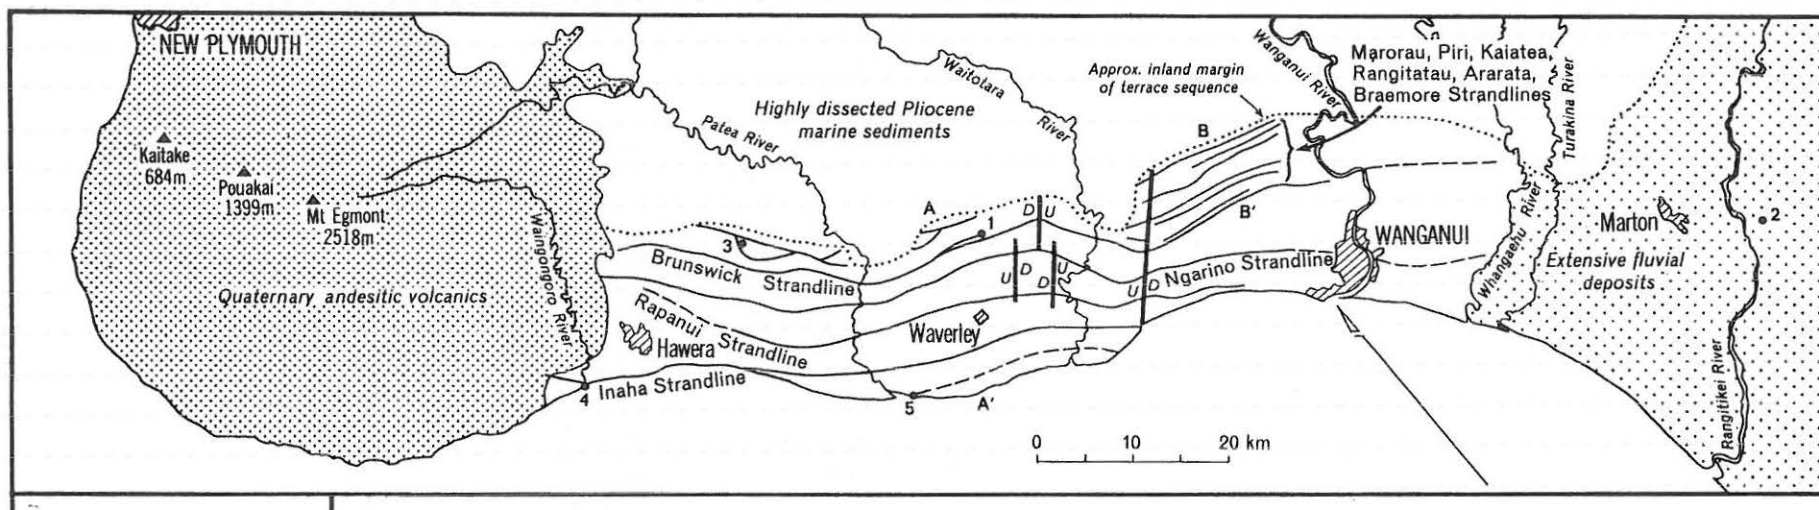 NEW PLYMOUTH
Kaitake
684m
Pouakai
1399m
Mt Egmont
2518m
Quaternary andesitic volcanics
Waingongoro River
Highly dissected Pliocene
marine sediments
Patea River
Waitotara
River
Approx. inland margin
of terrace sequence
Wanganui River
Marorau, Piri, Kaiatea,
Rangitatau, Ararata,
Braemore Strandlines
Turakina River
Whangaehu River
Marton
2
Extensive fluvial
deposits
Rangitikei River
3
A
1
D U
U D
D U
B
B'
U D
Brunswick Strandline
Ngarino Strandline
WANGANUI
Rapanui Strandline
Hawera
Waverley
Inaha Strandline
4
5
A'
0 10 20 km